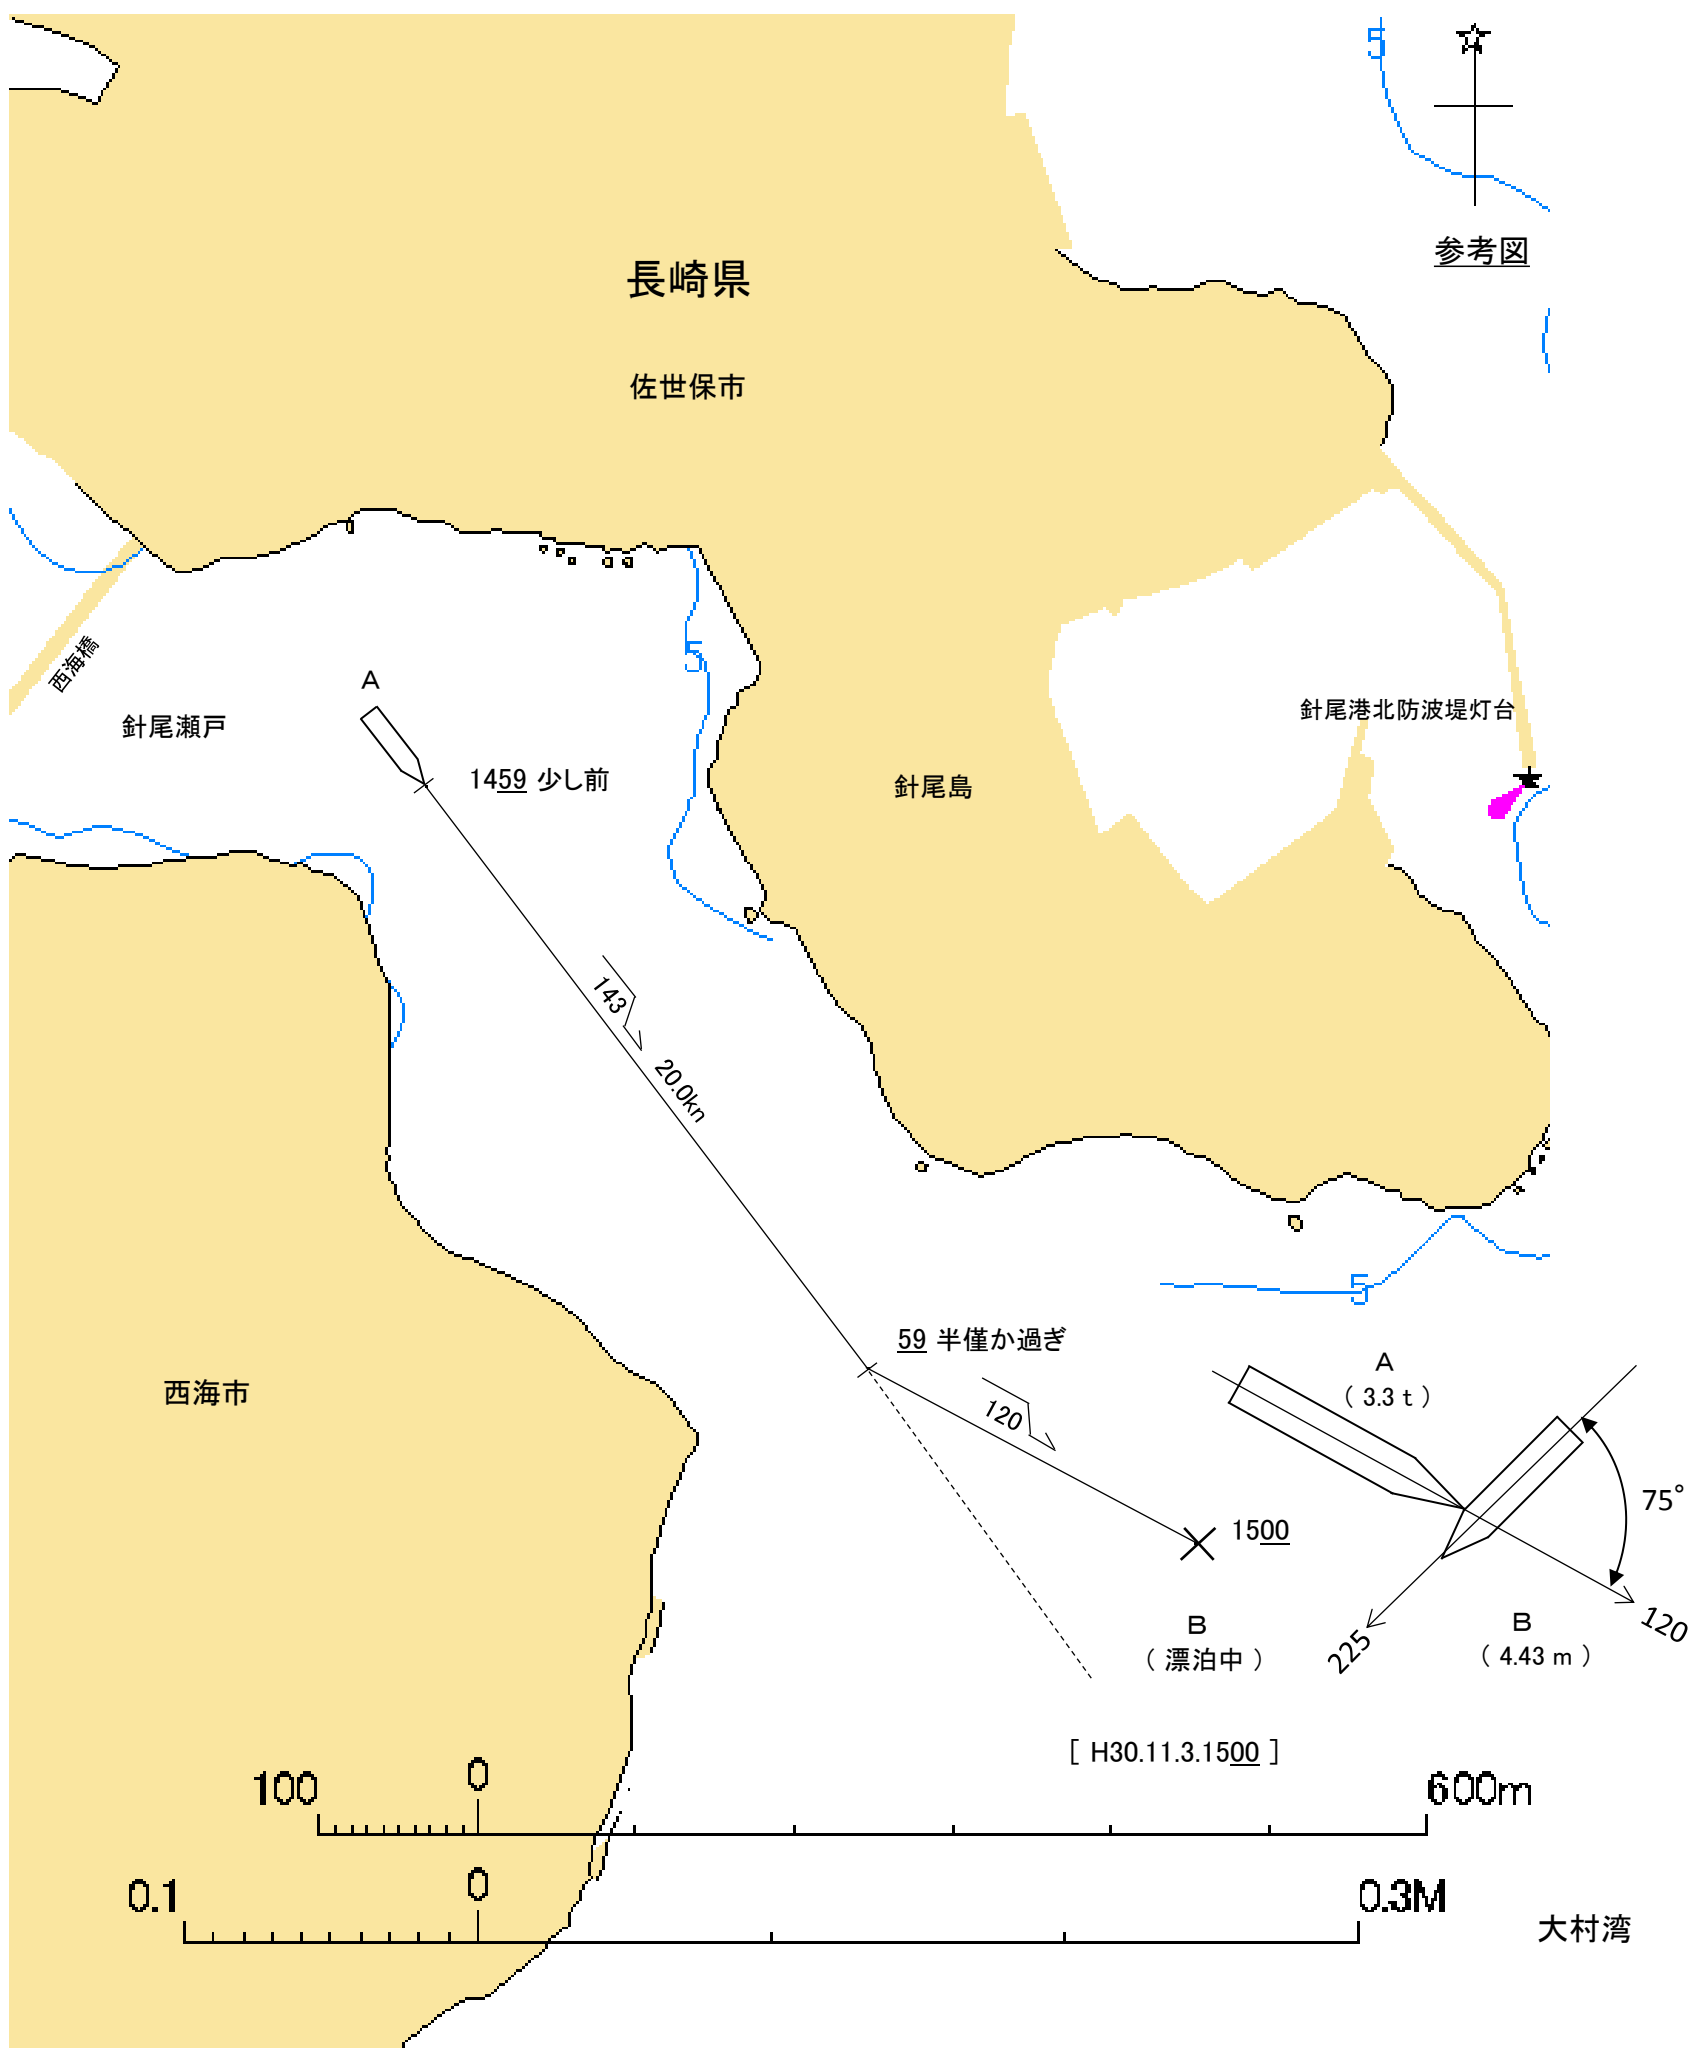 5
参考図
長崎県
佐世保市
西海橋
5
A
針尾瀬戸
針尾港北防波堤灯台
1459 少し前
針尾島
143
20.0kn
5
59 半僅か過ぎ
A
( 3.3 t )
西海市
120
75°
1500
B
( 漂泊中 )
B
( 4.43 m )
225
120
[ H30.11.3.1500 ]
100 0 600m
0.1 0 0.3M
大村湾